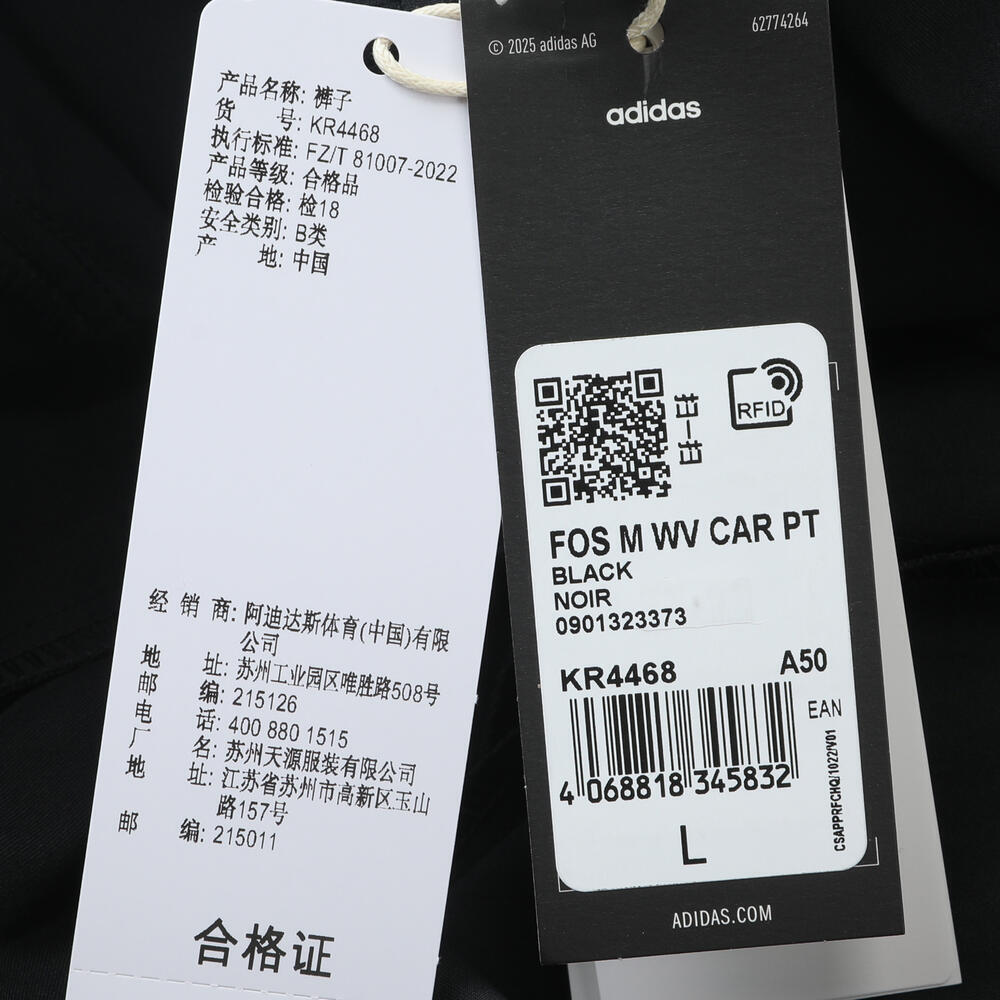 产品名称: 裤子
货 号: KR4468
执行标准: FZ/T 81007-2022
产品等级: 合格品
检验合格: 检18
安全类别: B类
产 地: 中国
经 销 商: 阿迪达斯体育(中国)有限
公司
地 址: 苏州工业园区唯胜路508号
邮 编: 215126
电 话: 400 880 1515
厂 名: 苏州天源服装有限公司
地 址: 江苏省苏州市高新区玉山
路157号
邮 编: 215011
合格证
© 2025 adidas AG
62774264
adidas
扫一扫
RFID
FOS M WV CAR PT
BLACK
NOIR
0901323373
KR4468 A50
EAN
4 068818 345832
CSAPPRFCHQ/1022/V01
L
ADIDAS.COM